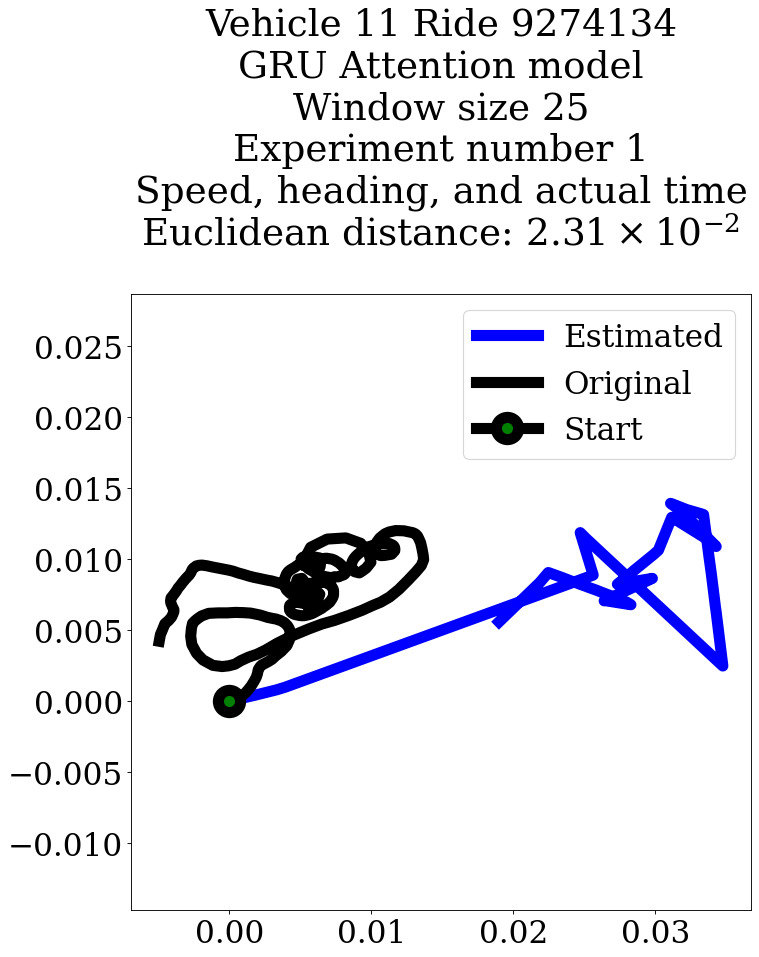 Vehicle 11 Ride 9274134
GRU Attention model
Window size 25
Experiment number 1
Speed, heading, and actual time
Euclidean distance: 2.31 × 10⁻²
Estimated
Original
Start
0.025
0.020
0.015
0.010
0.005
0.000
−0.005
−0.010
0.00 0.01 0.02 0.03